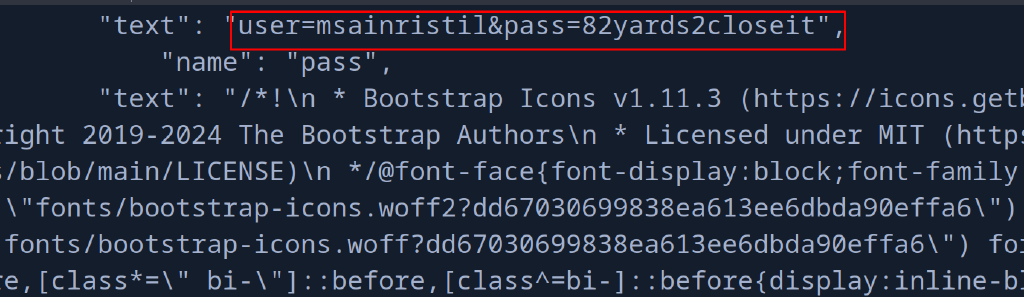 "text": "user=msainristil&pass=82yards2closeit",
"name": "pass",
"text": "/*!\n * Bootstrap Icons v1.11.3 (https://icons.getb
right 2019-2024 The Bootstrap Authors\n * Licensed under MIT (https
s/blob/main/LICENSE)\n */@font-face{font-display:block;font-family
\"fonts/bootstrap-icons.woff2?dd67030699838ea613ee6dbda90effa6\")
fonts/bootstrap-icons.woff?dd67030699838ea613ee6dbda90effa6\") for
re,[class*=\" bi-\"]::before,[class^=bi-]::before{display:inline-bl